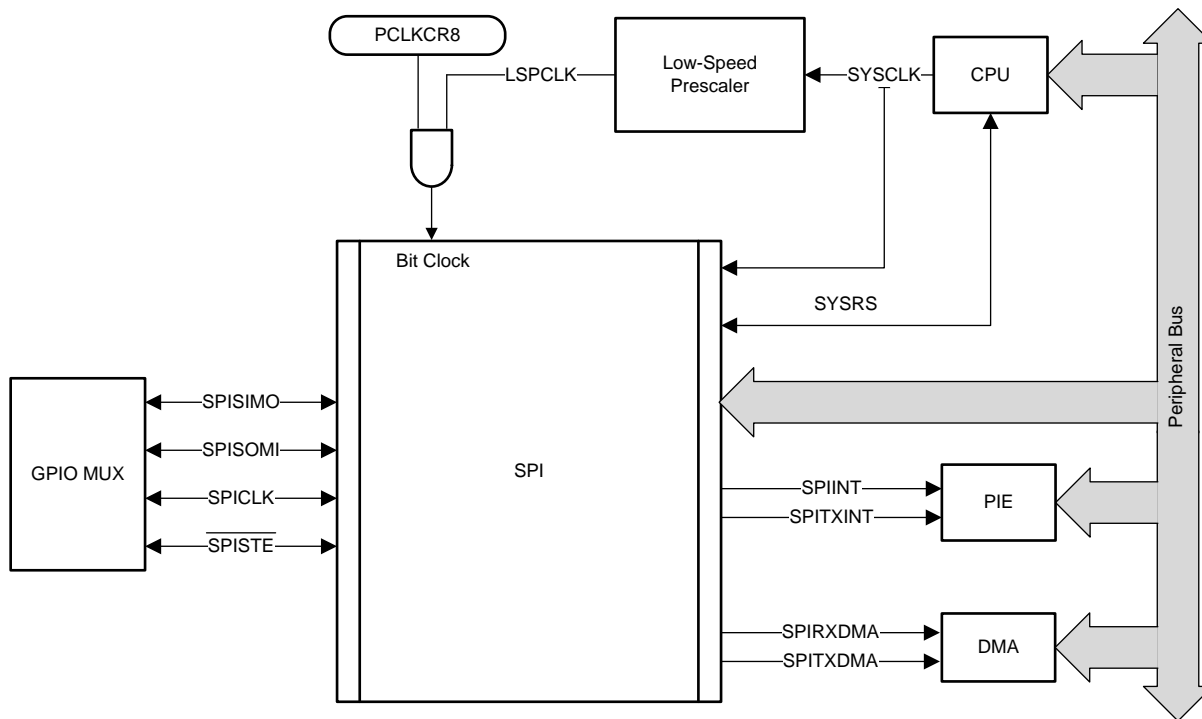 PCLKCR8
LSPCLK
Low-Speed
Prescaler
SYSCLK
CPU
Bit Clock
SYSRS
Peripheral Bus
GPIO MUX
SPISIMO
SPISOMI
SPICLK
SPISTE
SPI
SPIINT
SPITXINT
PIE
SPIRXDMA
SPITXDMA
DMA